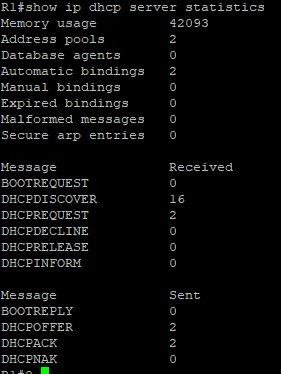 R1#show ip dhcp server statistics
Memory usage 42093
Address pools 2
Database agents 0
Automatic bindings 2
Manual bindings 0
Expired bindings 0
Malformed messages 0
Secure arp entries 0
Message Received
BOOTREQUEST 0
DHCPDISCOVER 16
DHCPREQUEST 2
DHCPDECLINE 0
DHCPRELEASE 0
DHCPINFORM 0
Message Sent
BOOTREPLY 0
DHCPOFFER 2
DHCPACK 2
DHCPNAK 0